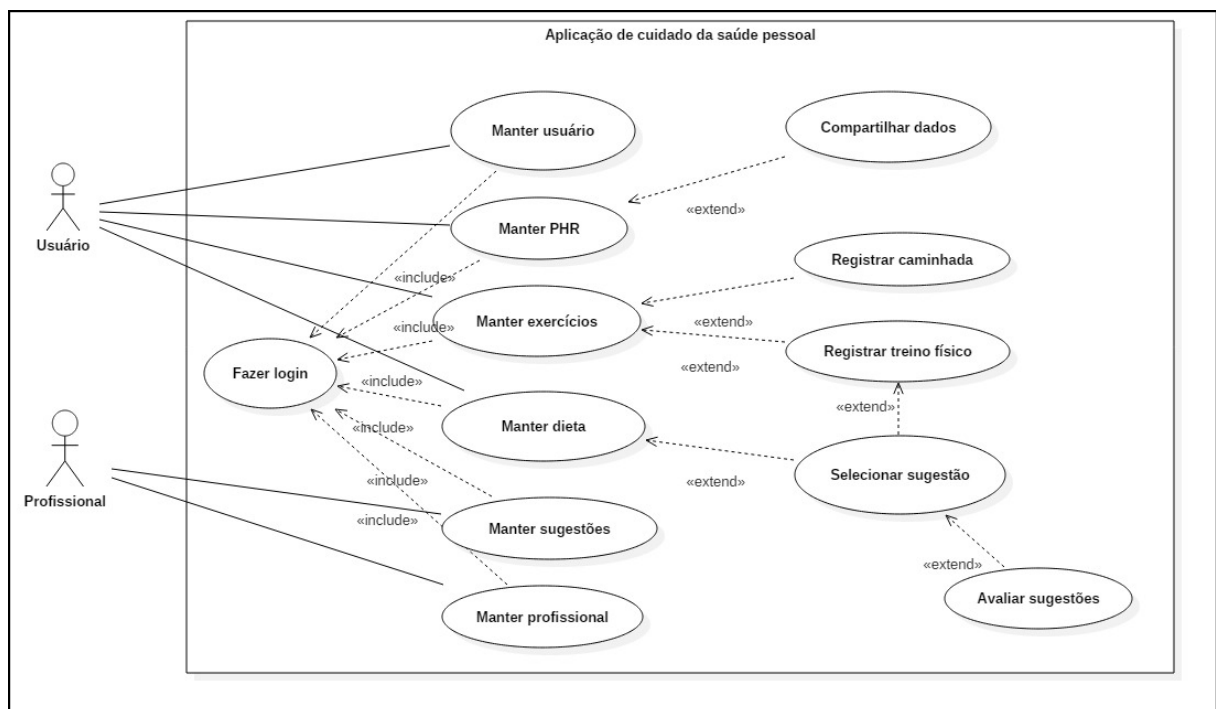 Aplicação de cuidado da saúde pessoal
Manter usuário
Compartilhar dados
Usuário
Manter PHR
«extend»
Registrar caminhada
«include»
Manter exercícios
«include»
«extend»
Registrar treino físico
«extend»
Fazer login
«include»
«extend»
Manter dieta
«include»
Selecionar sugestão
«extend»
Profissional
«include»
«include»
Manter sugestões
«extend»
Avaliar sugestões
Manter profissional